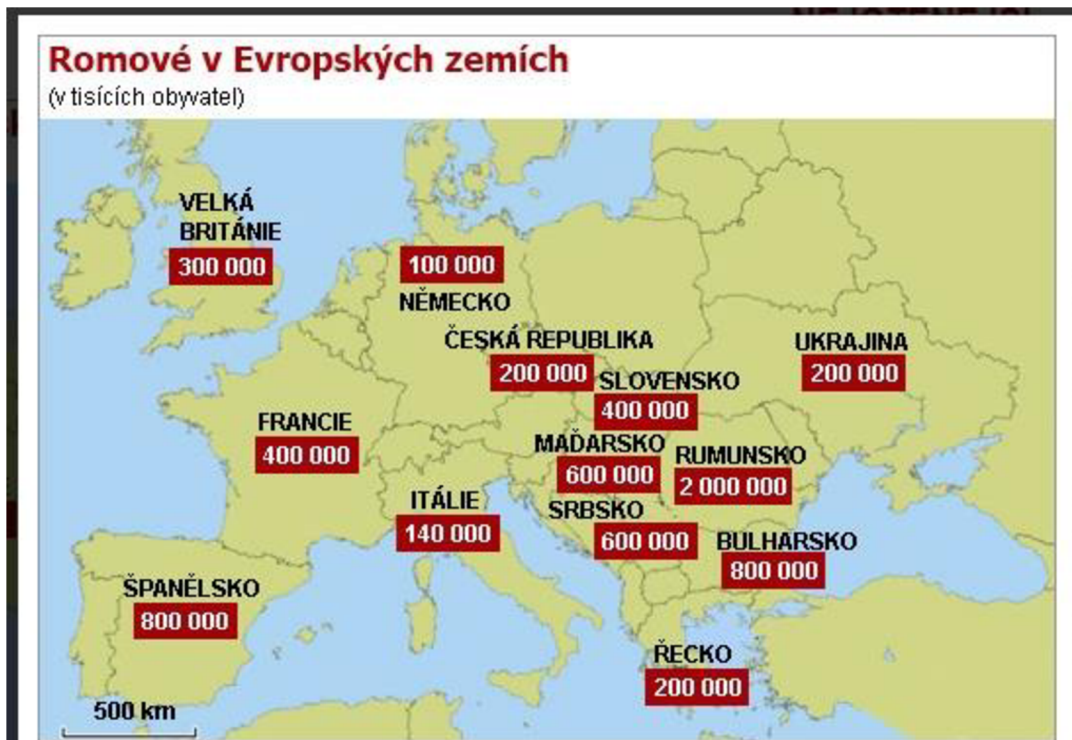 Romové v Evropských zemích
(v tisících obyvatel)
VELKÁ
BRITÁNIE
300 000
100 000
NĚMECKO
ČESKÁ REPUBLIKA
200 000
UKRAJINA
200 000
SLOVENSKO
400 000
FRANCIE
400 000
MAĎARSKO
600 000
RUMUNSKO
2 000 000
ITÁLIE
140 000
SRBSKO
600 000
BULHARSKO
800 000
ŠPANĚLSKO
800 000
ŘECKO
200 000
500 km